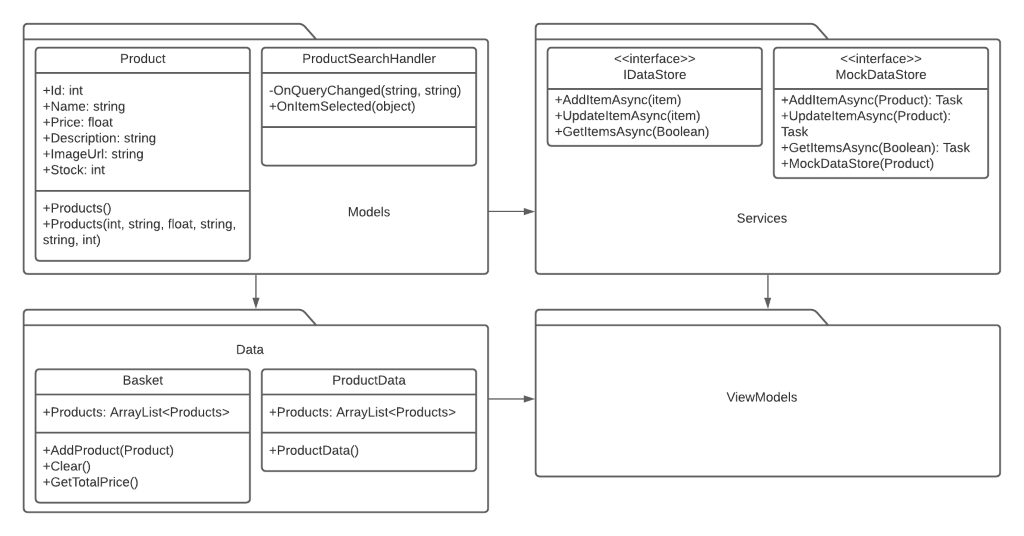 Product
+Id: int
+Name: string
+Price: float
+Description: string
+ImageUrl: string
+Stock: int
+Products()
+Products(int, string, float, string,
string, int)
ProductSearchHandler
-OnQueryChanged(string, string)
+OnItemSelected(object)
Models
<<interface>>
IDataStore
+AddItemAsync(item)
+UpdateItemAsync(item)
+GetItemsAsync(Boolean)
<<interface>>
MockDataStore
+AddItemAsync(Product): Task
+UpdateItemAsync(Product):
Task
+GetItemsAsync(Boolean): Task
+MockDataStore(Product)
Services
Data
Basket
+Products: ArrayList<Products>
+AddProduct(Product)
+Clear()
+GetTotalPrice()
ProductData
+Products: ArrayList<Products>
+ProductData()
ViewModels